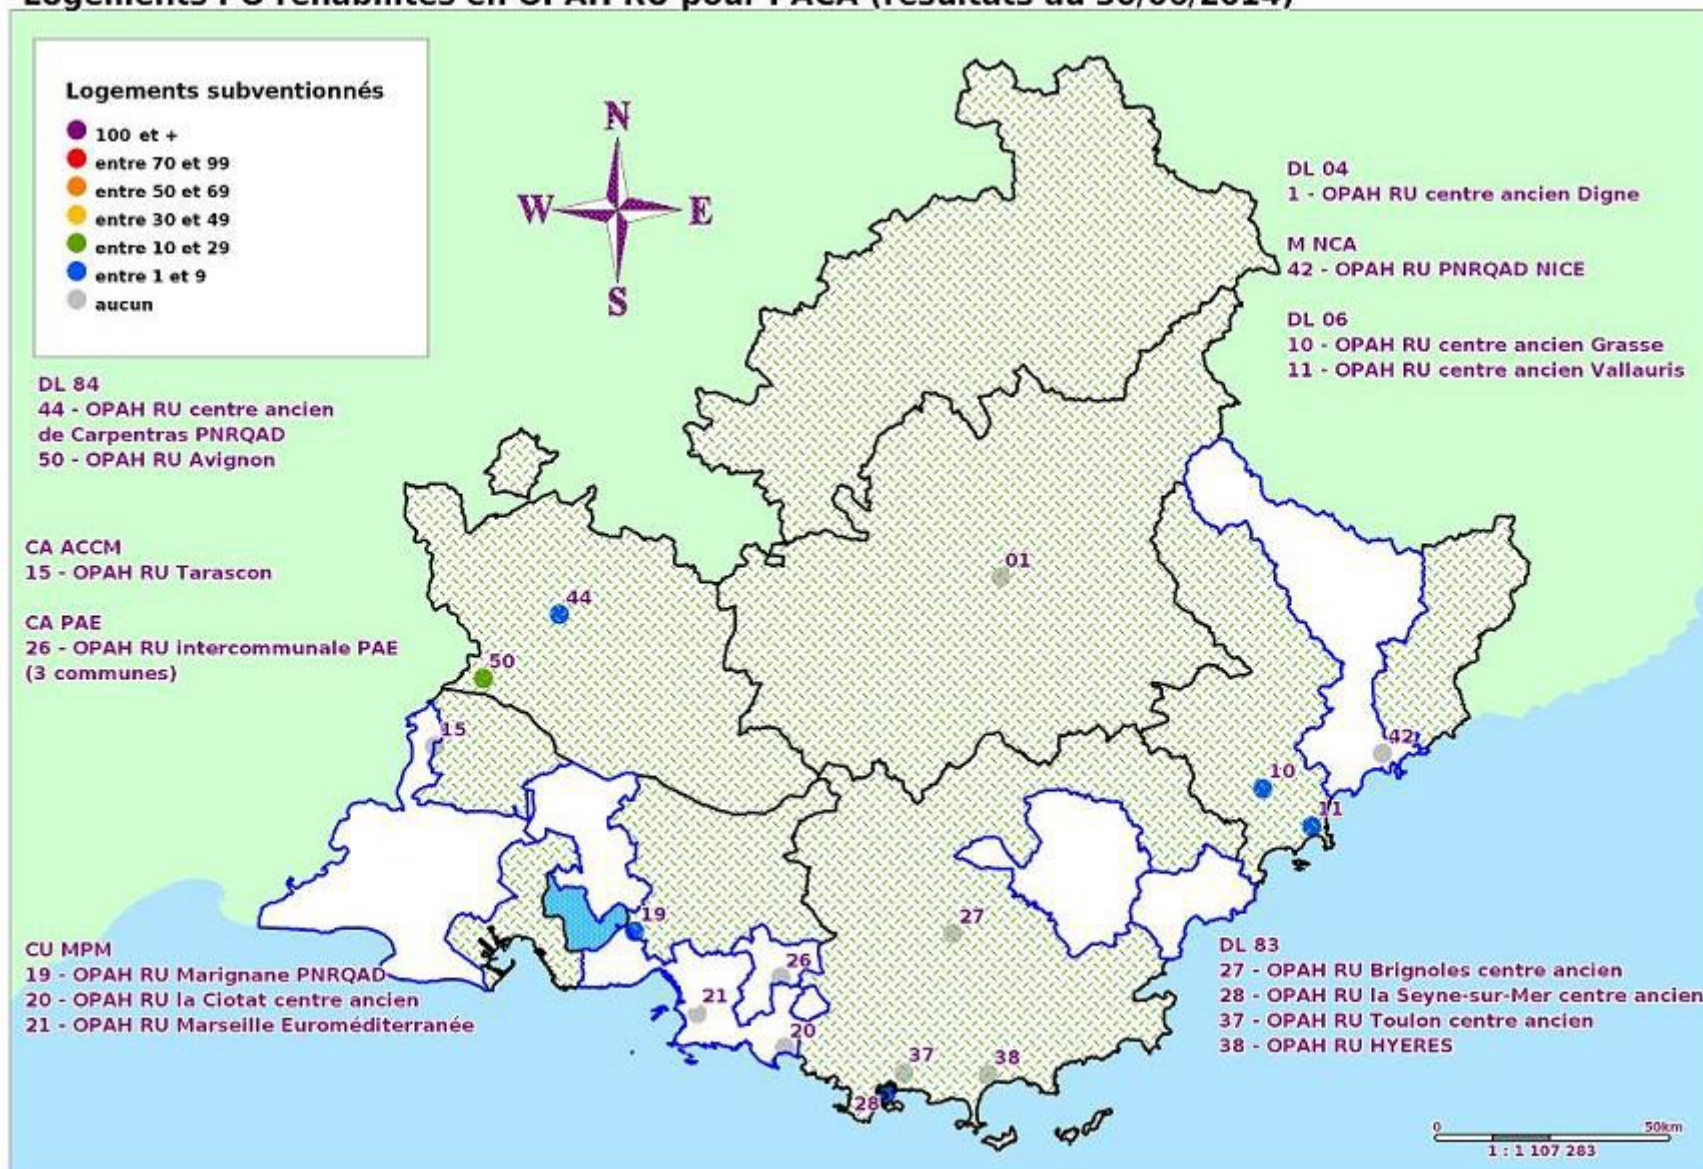 Logements PO réhabilités en OPAH RU pour PACA (résultats au 30/06/2014)
Logements subventionnés
100 et +
entre 70 et 99
entre 50 et 69
entre 30 et 49
entre 10 et 29
entre 1 et 9
aucun
N
W
E
S
DL 04
1 - OPAH RU centre ancien Digne
M NCA
42 - OPAH RU PNRQAD NICE
DL 06
10 - OPAH RU centre ancien Grasse
11 - OPAH RU centre ancien Vallauris
DL 84
44 - OPAH RU centre ancien
de Carpentras PNRQAD
50 - OPAH RU Avignon
CA ACCM
15 - OPAH RU Tarascon
CA PAE
26 - OPAH RU intercommunale PAE
(3 communes)
01
44
50
15
42
10
11
19
27
26
21
20
37
38
28
CU MPM
19 - OPAH RU Marignane PNRQAD
20 - OPAH RU la Ciotat centre ancien
21 - OPAH RU Marseille Euroméditerranée
DL 83
27 - OPAH RU Brignoles centre ancien
28 - OPAH RU la Seyne-sur-Mer centre ancien
37 - OPAH RU Toulon centre ancien
38 - OPAH RU HYERES
0
50km
1 : 1 107 283